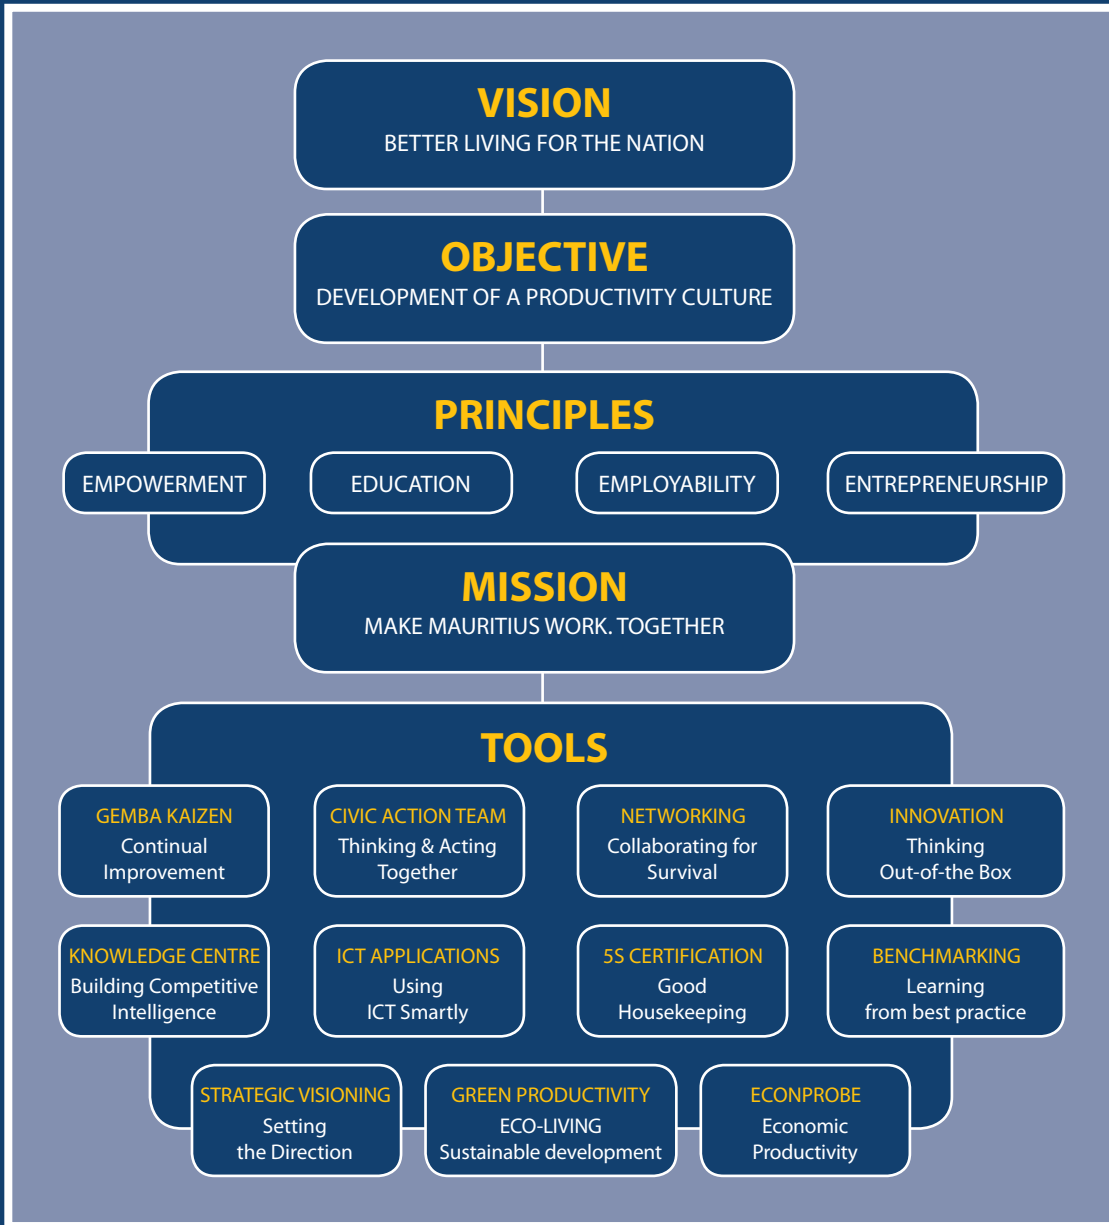 VISION
BETTER LIVING FOR THE NATION
OBJECTIVE
DEVELOPMENT OF A PRODUCTIVITY CULTURE
PRINCIPLES
EMPOWERMENT
EDUCATION
EMPLOYABILITY
ENTREPRENEURSHIP
MISSION
MAKE MAURITIUS WORK. TOGETHER
TOOLS
GEMBA KAIZEN
Continual
Improvement
CIVIC ACTION TEAM
Thinking & Acting
Together
NETWORKING
Collaborating for
Survival
INNOVATION
Thinking
Out-of-the Box
KNOWLEDGE CENTRE
Building Competitive
Intelligence
ICT APPLICATIONS
Using
ICT Smartly
5S CERTIFICATION
Good
Housekeeping
BENCHMARKING
Learning
from best practice
STRATEGIC VISIONING
Setting
the Direction
GREEN PRODUCTIVITY
ECO-LIVING
Sustainable development
ECONPROBE
Economic
Productivity